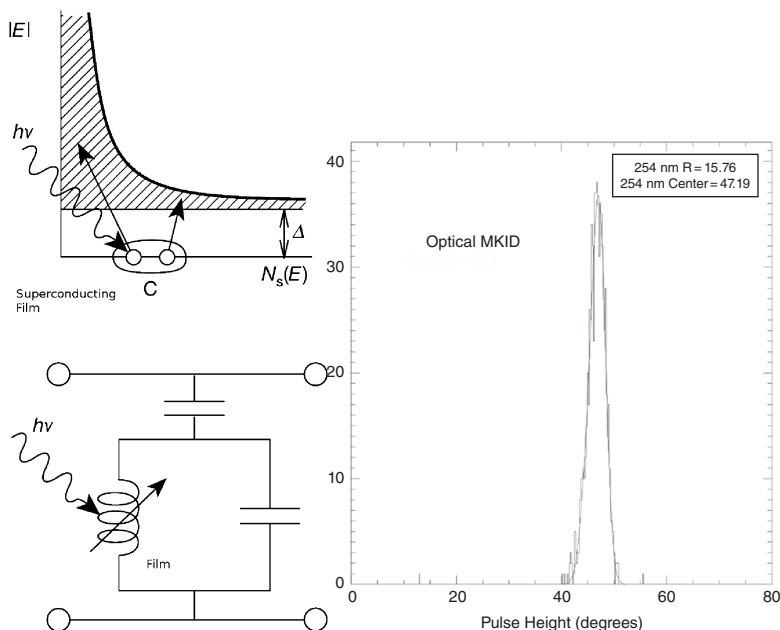 |E|
hν
Δ
N_s(E)
C
Superconducting
Film
hν
Film
40
30
20
10
0
254 nm R = 15.76
254 nm Center = 47.19
Optical MKID
0 20 40 60 80
Pulse Height (degrees)